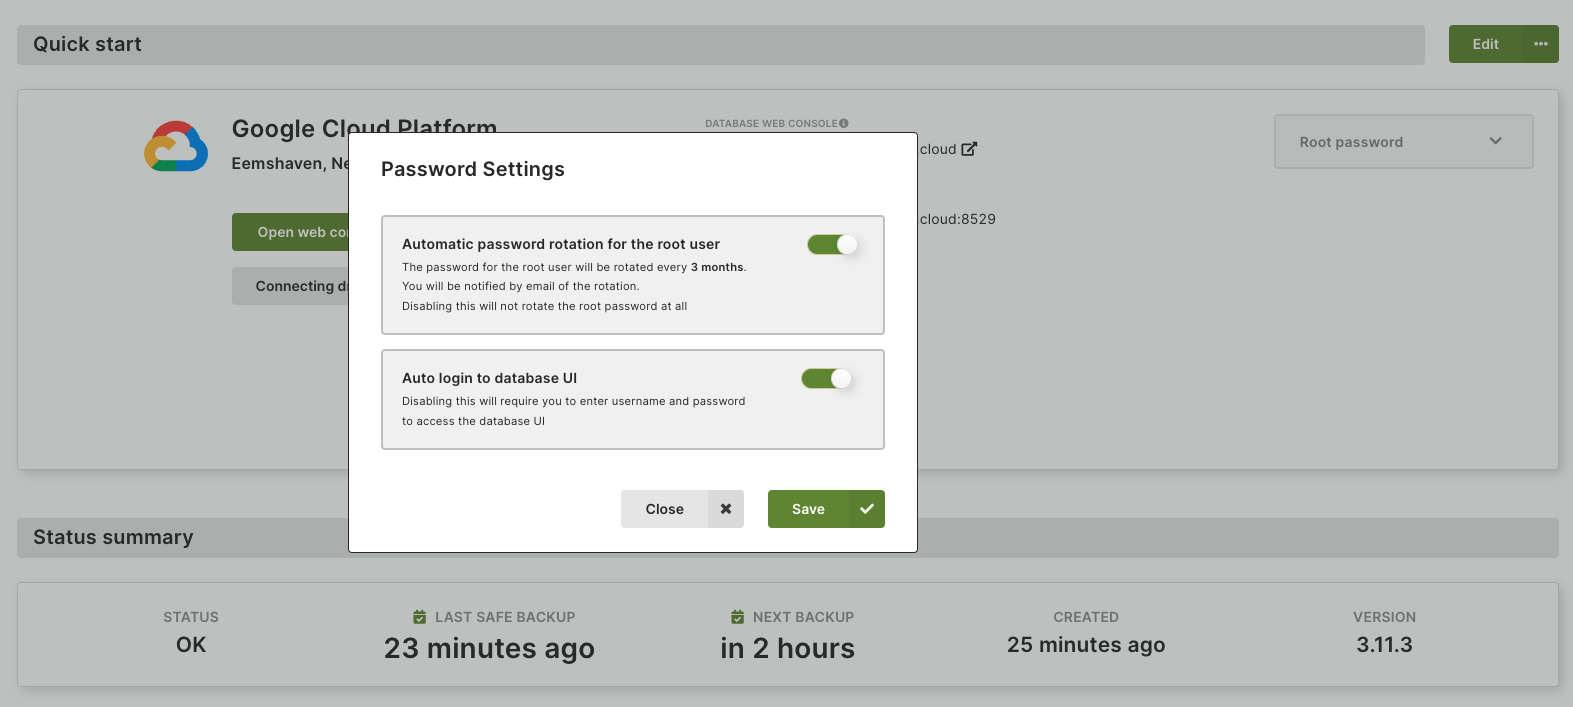 Quick start
Edit
Google Cloud Platform
DATABASE WEB CONSOLE
Eemshaven,
cloud
Root password
Open web
cloud:8529
Connecting
Password Settings
Automatic password rotation for the root user
The password for the root user will be rotated every 3 months.
You will be notified by email of the rotation.
Disabling this will not rotate the root password at all
Auto login to database UI
Disabling this will require you to enter username and password
to access the database UI
Close
Save
Status summary
STATUS
OK
LAST SAFE BACKUP
23 minutes ago
NEXT BACKUP
in 2 hours
CREATED
25 minutes ago
VERSION
3.11.3